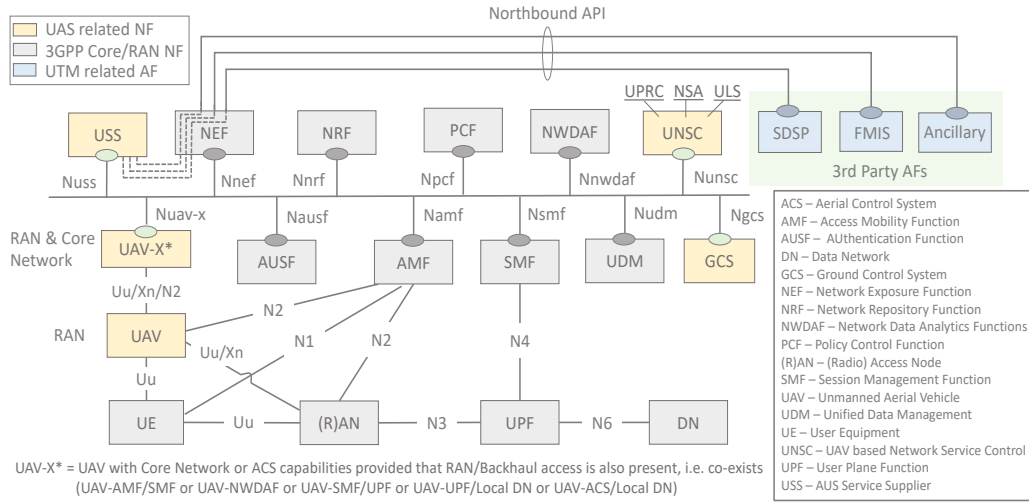 Northbound API
UAS related NF
3GPP Core/RAN NF
UTM related AF
UPRC NSA ULS
USS NEF NRF PCF NWDAF UNSC SDSP FMIS Ancillary
3rd Party AFs
Nuss Nnef Nnrf Npcf Nnwdaf Nunsc
Nuav-x Nausf Namf Nsmf Nudm Ngcs
RAN & Core
Network
UAV-X* AUSF AMF SMF UDM GCS
Uu/Xn/N2
RAN UAV N2
Uu/Xn N1 N2 N4
Uu
UE Uu (R)AN N3 UPF N6 DN
UAV-X* = UAV with Core Network or ACS capabilities provided that RAN/Backhaul access is also present, i.e. co-exists
(UAV-AMF/SMF or UAV-NWDAF or UAV-SMF/UPF or UAV-UPF/Local DN or UAV-ACS/Local DN)
ACS – Aerial Control System
AMF – Access Mobility Function
AUSF – AUthentication Function
DN – Data Network
GCS – Ground Control System
NEF – Network Exposure Function
NRF – Network Repository Function
NWDAF – Network Data Analytics Functions
PCF – Policy Control Function
(R)AN – (Radio) Access Node
SMF – Session Management Function
UAV – Unmanned Aerial Vehicle
UDM – Unified Data Management
UE – User Equipment
UNSC – UAV based Network Service Control
UPF – User Plane Function
USS – AUS Service Supplier